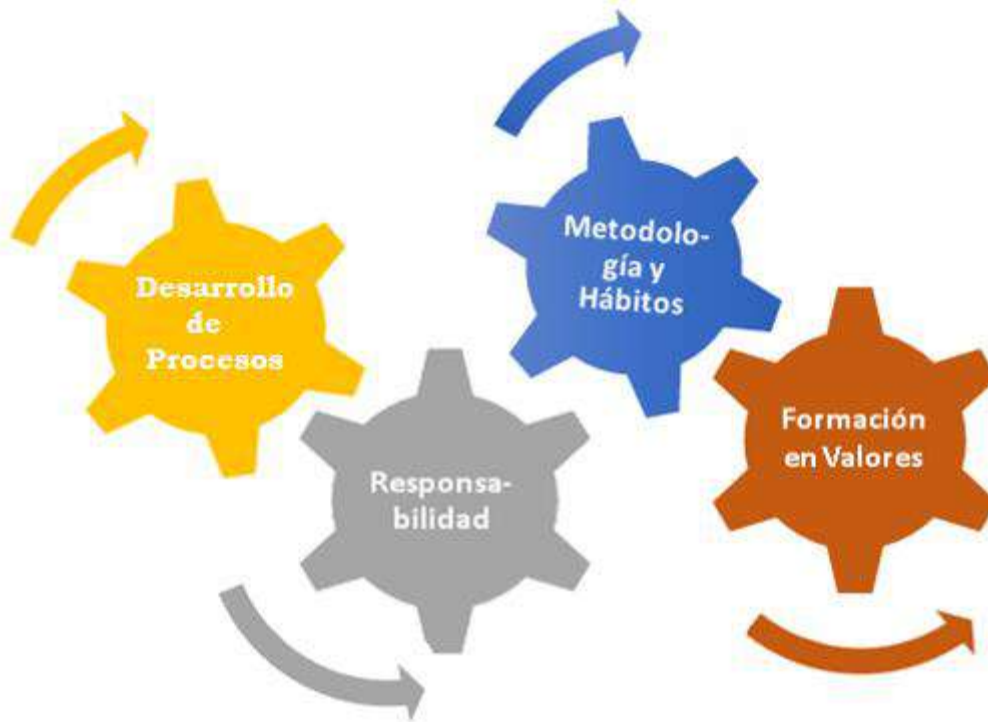 Desarrollo
de
Procesos
Responsa-
bilidad
Metodolo-
gía y
Hábitos
Formación
en Valores